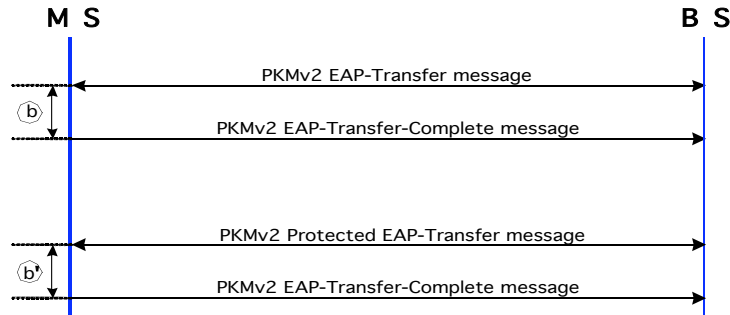 M S
B S
PKMv2 EAP-Transfer message
b
PKMv2 EAP-Transfer-Complete message
PKMv2 Protected EAP-Transfer message
b'
PKMv2 EAP-Transfer-Complete message